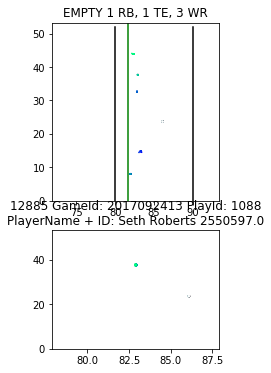 EMPTY 1 RB, 1 TE, 3 WR
50
40
30
20
10
0
75 80 85 90
12885 GameId: 2017092413 PlayId: 1088
PlayerName + ID: Seth Roberts 2550597.0
40
20
0
80.0 82.5 85.0 87.5